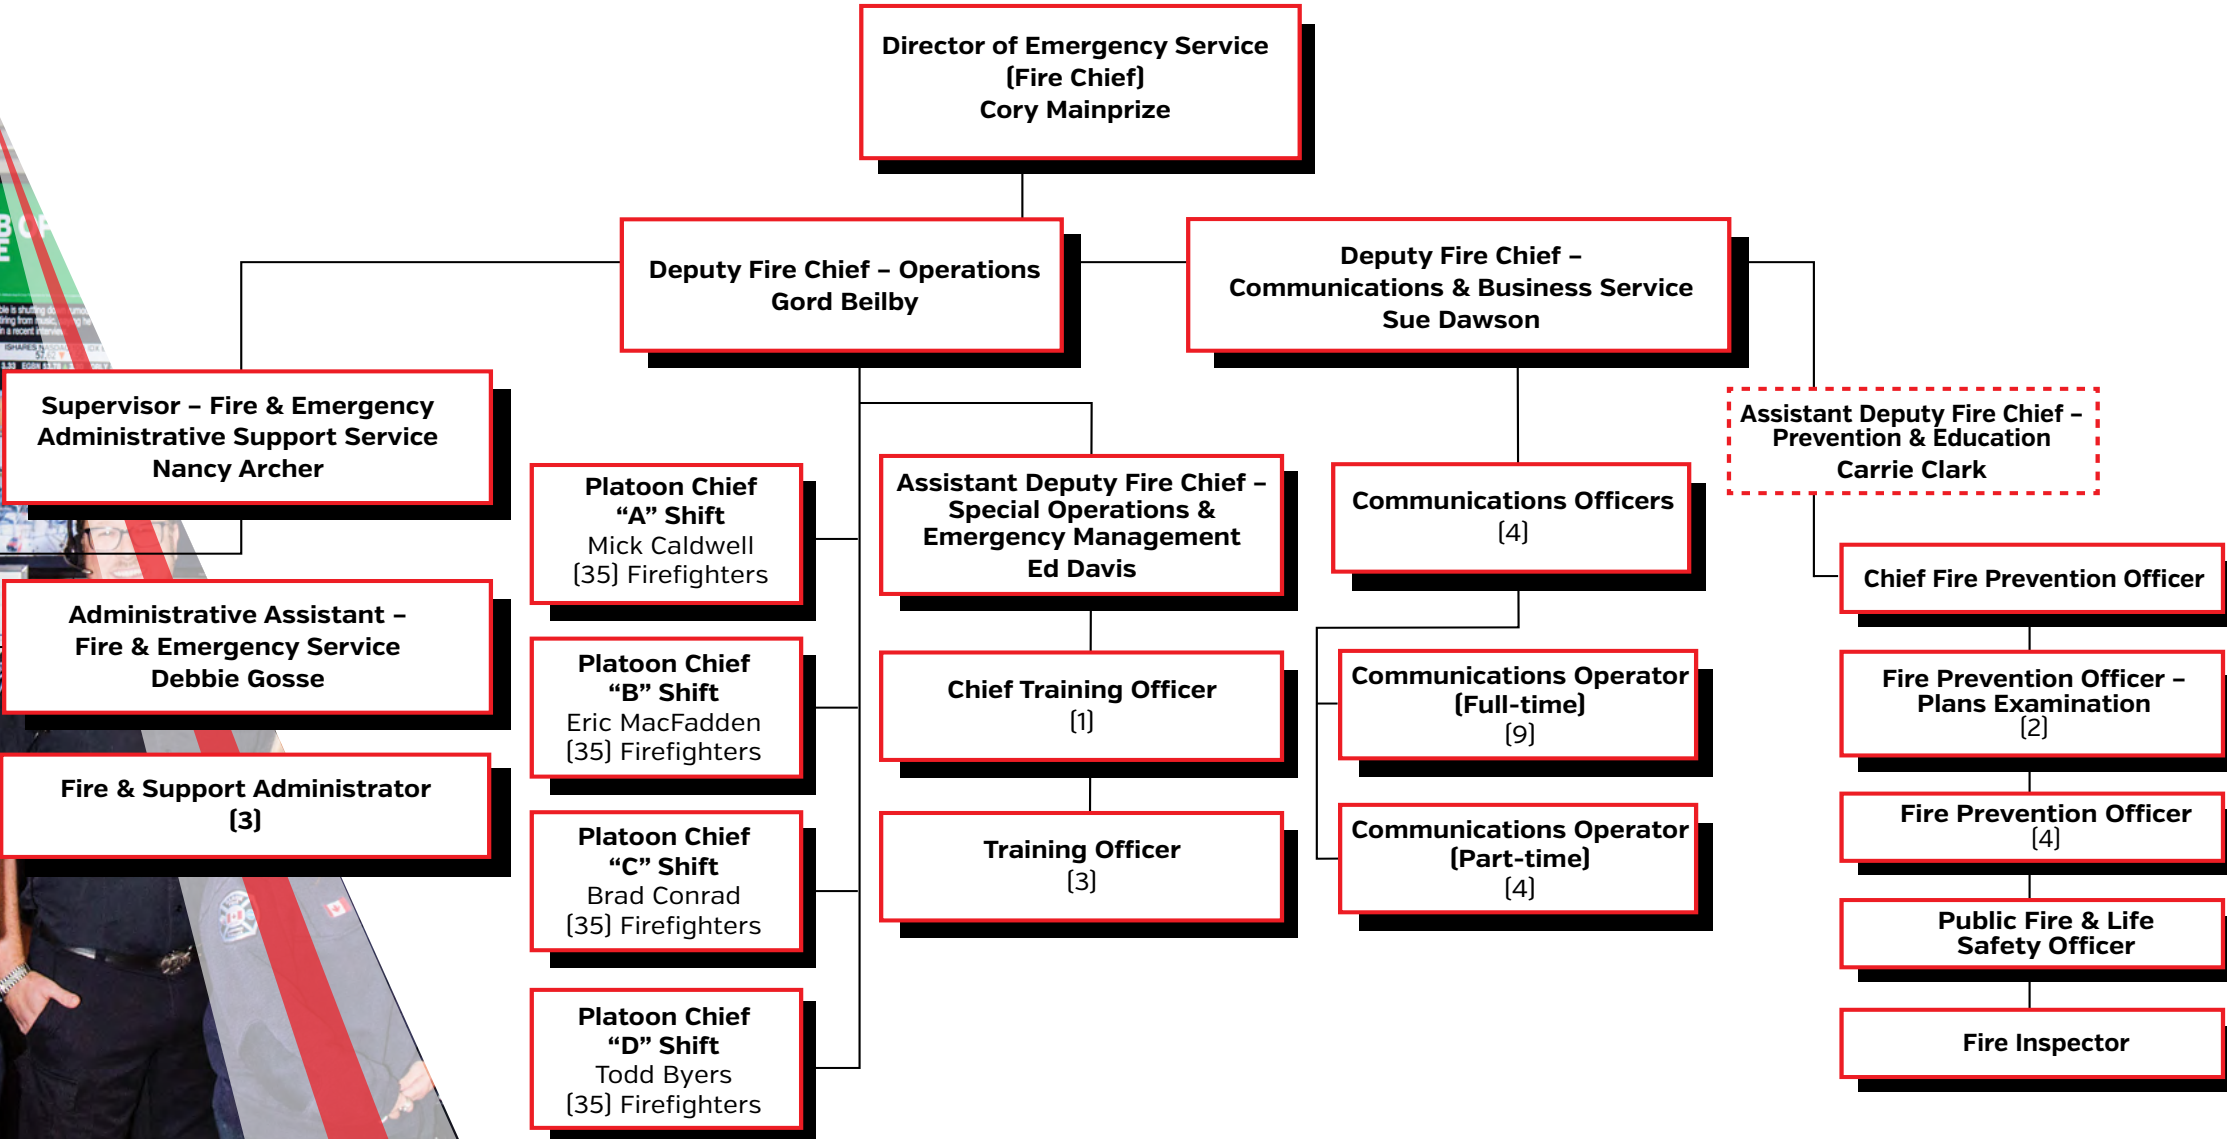 Director of Emergency Service
(Fire Chief)
Cory Mainprize
Deputy Fire Chief – Operations
Gord Beilby
Deputy Fire Chief –
Communications & Business Service
Sue Dawson
Supervisor – Fire & Emergency
Administrative Support Service
Nancy Archer
Administrative Assistant –
Fire & Emergency Service
Debbie Gosse
Fire & Support Administrator
(3)
Platoon Chief
“A” Shift
Mick Caldwell
(35) Firefighters
Platoon Chief
“B” Shift
Eric MacFadden
(35) Firefighters
Platoon Chief
“C” Shift
Brad Conrad
(35) Firefighters
Platoon Chief
“D” Shift
Todd Byers
(35) Firefighters
Assistant Deputy Fire Chief –
Special Operations &
Emergency Management
Ed Davis
Chief Training Officer
(1)
Training Officer
(3)
Communications Officers
(4)
Communications Operator
(Full-time)
(9)
Communications Operator
(Part-time)
(4)
Assistant Deputy Fire Chief –
Prevention & Education
Carrie Clark
Chief Fire Prevention Officer
Fire Prevention Officer –
Plans Examination
(2)
Fire Prevention Officer
(4)
Public Fire & Life
Safety Officer
Fire Inspector